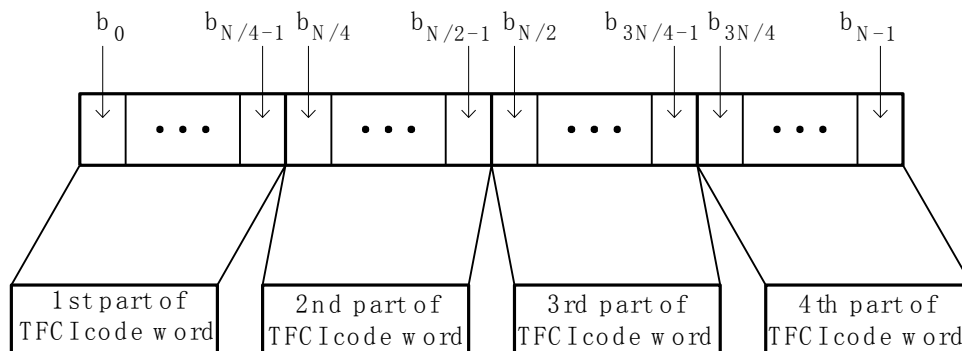 b0 bN/4-1 bN/4 bN/2-1 bN/2 b3N/4-1 b3N/4 bN-1
1st part of
TFCI code word
2nd part of
TFCI code word
3rd part of
TFCI code word
4th part of
TFCI code word